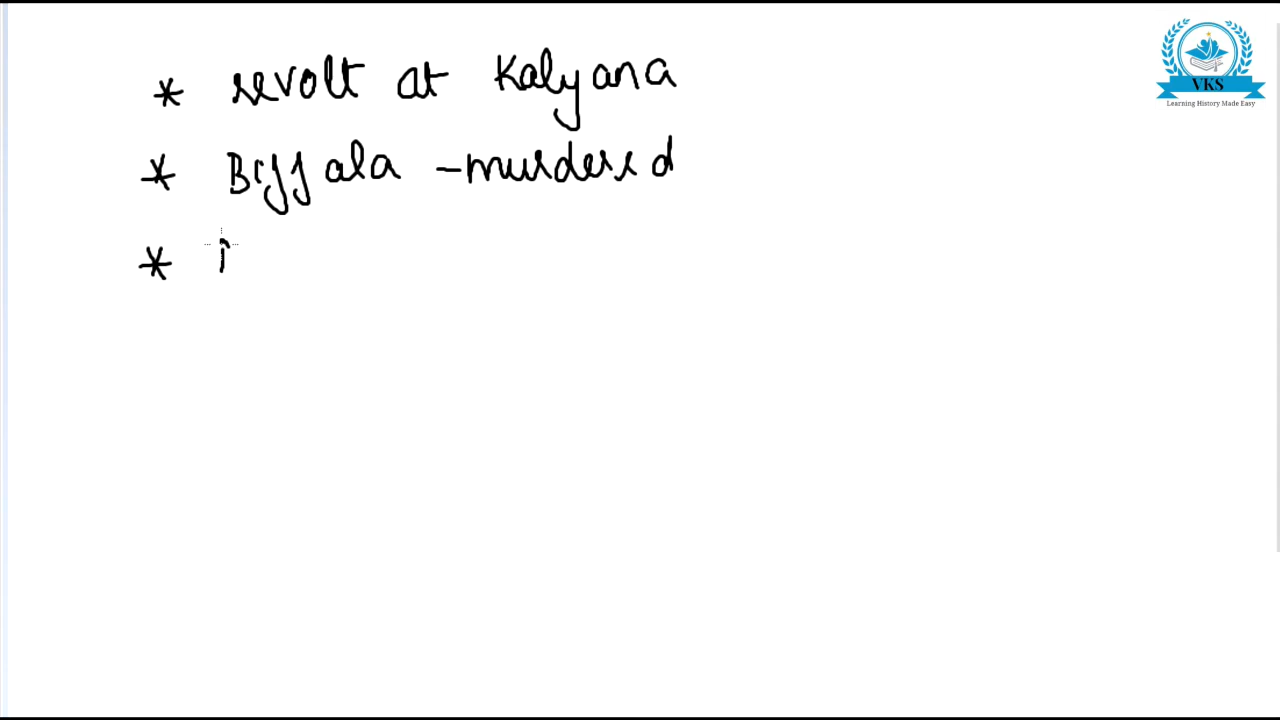 * revolt at Kalyana
* Bijjala - murdered
*
VKS
Learning History Made Easy